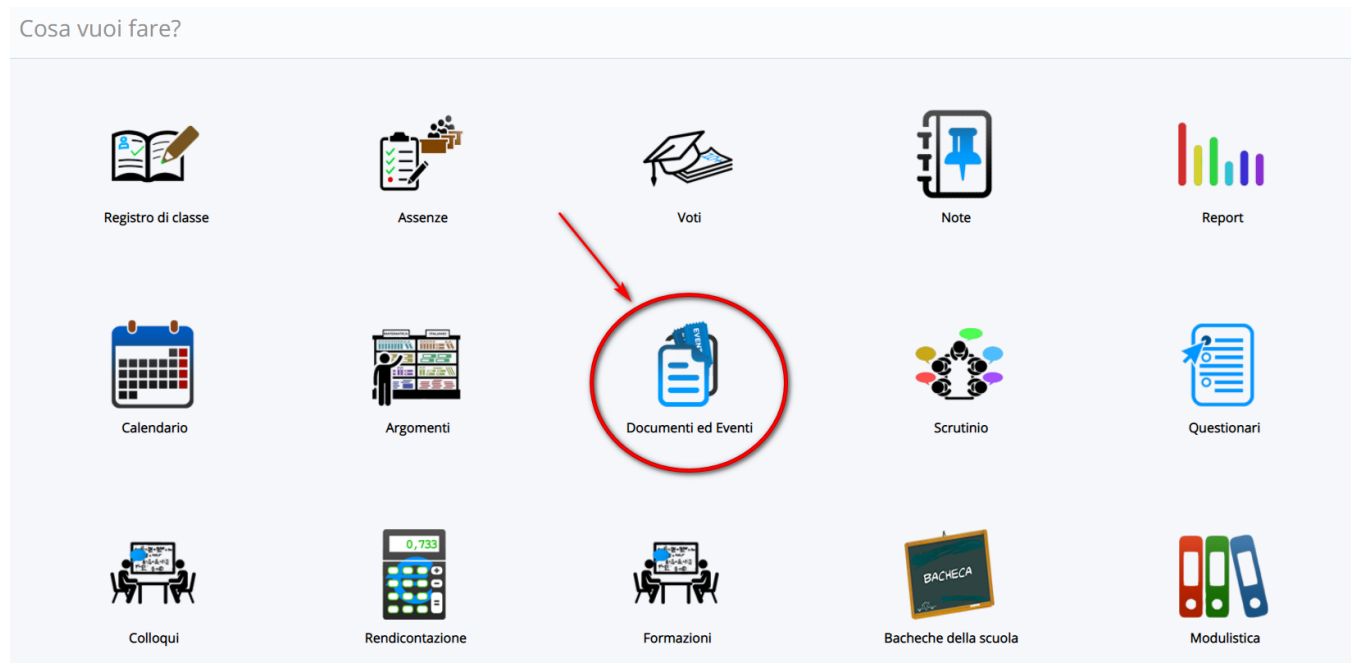 Cosa vuoi fare?
Registro di classe
Assenze
Voti
Note
Report
EVENT
Calendario
Argomenti
Documenti ed Eventi
Scrutinio
Questionari
0,733
BACHECA
Colloqui
Rendicontazione
Formazioni
Bacheche della scuola
Modulistica